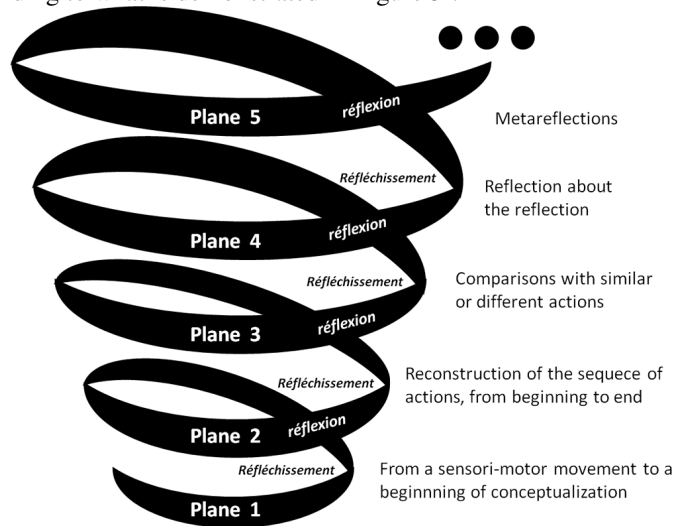 Plane 5
réflexion
Metareflections
Réfléchissement
Reflection about
the reflection
Plane 4
réflexion
Réfléchissement
Comparisons with similar
or different actions
Plane 3
réflexion
Réfléchissement
Reconstruction of the sequece of
actions, from beginning to end
Plane 2
réflexion
Réfléchissement
From a sensori-motor movement to a
beginnning of conceptualization
Plane 1